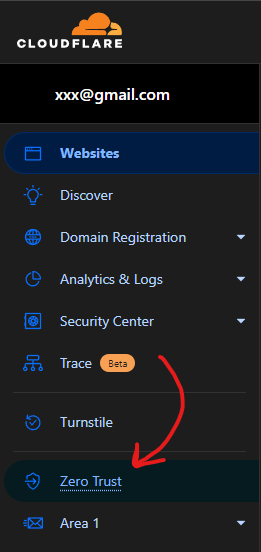 CLOUDFLARE
xxx@gmail.com
Websites
Discover
Domain Registration
Analytics & Logs
Security Center
Trace Beta
Turnstile
Zero Trust
Area 1